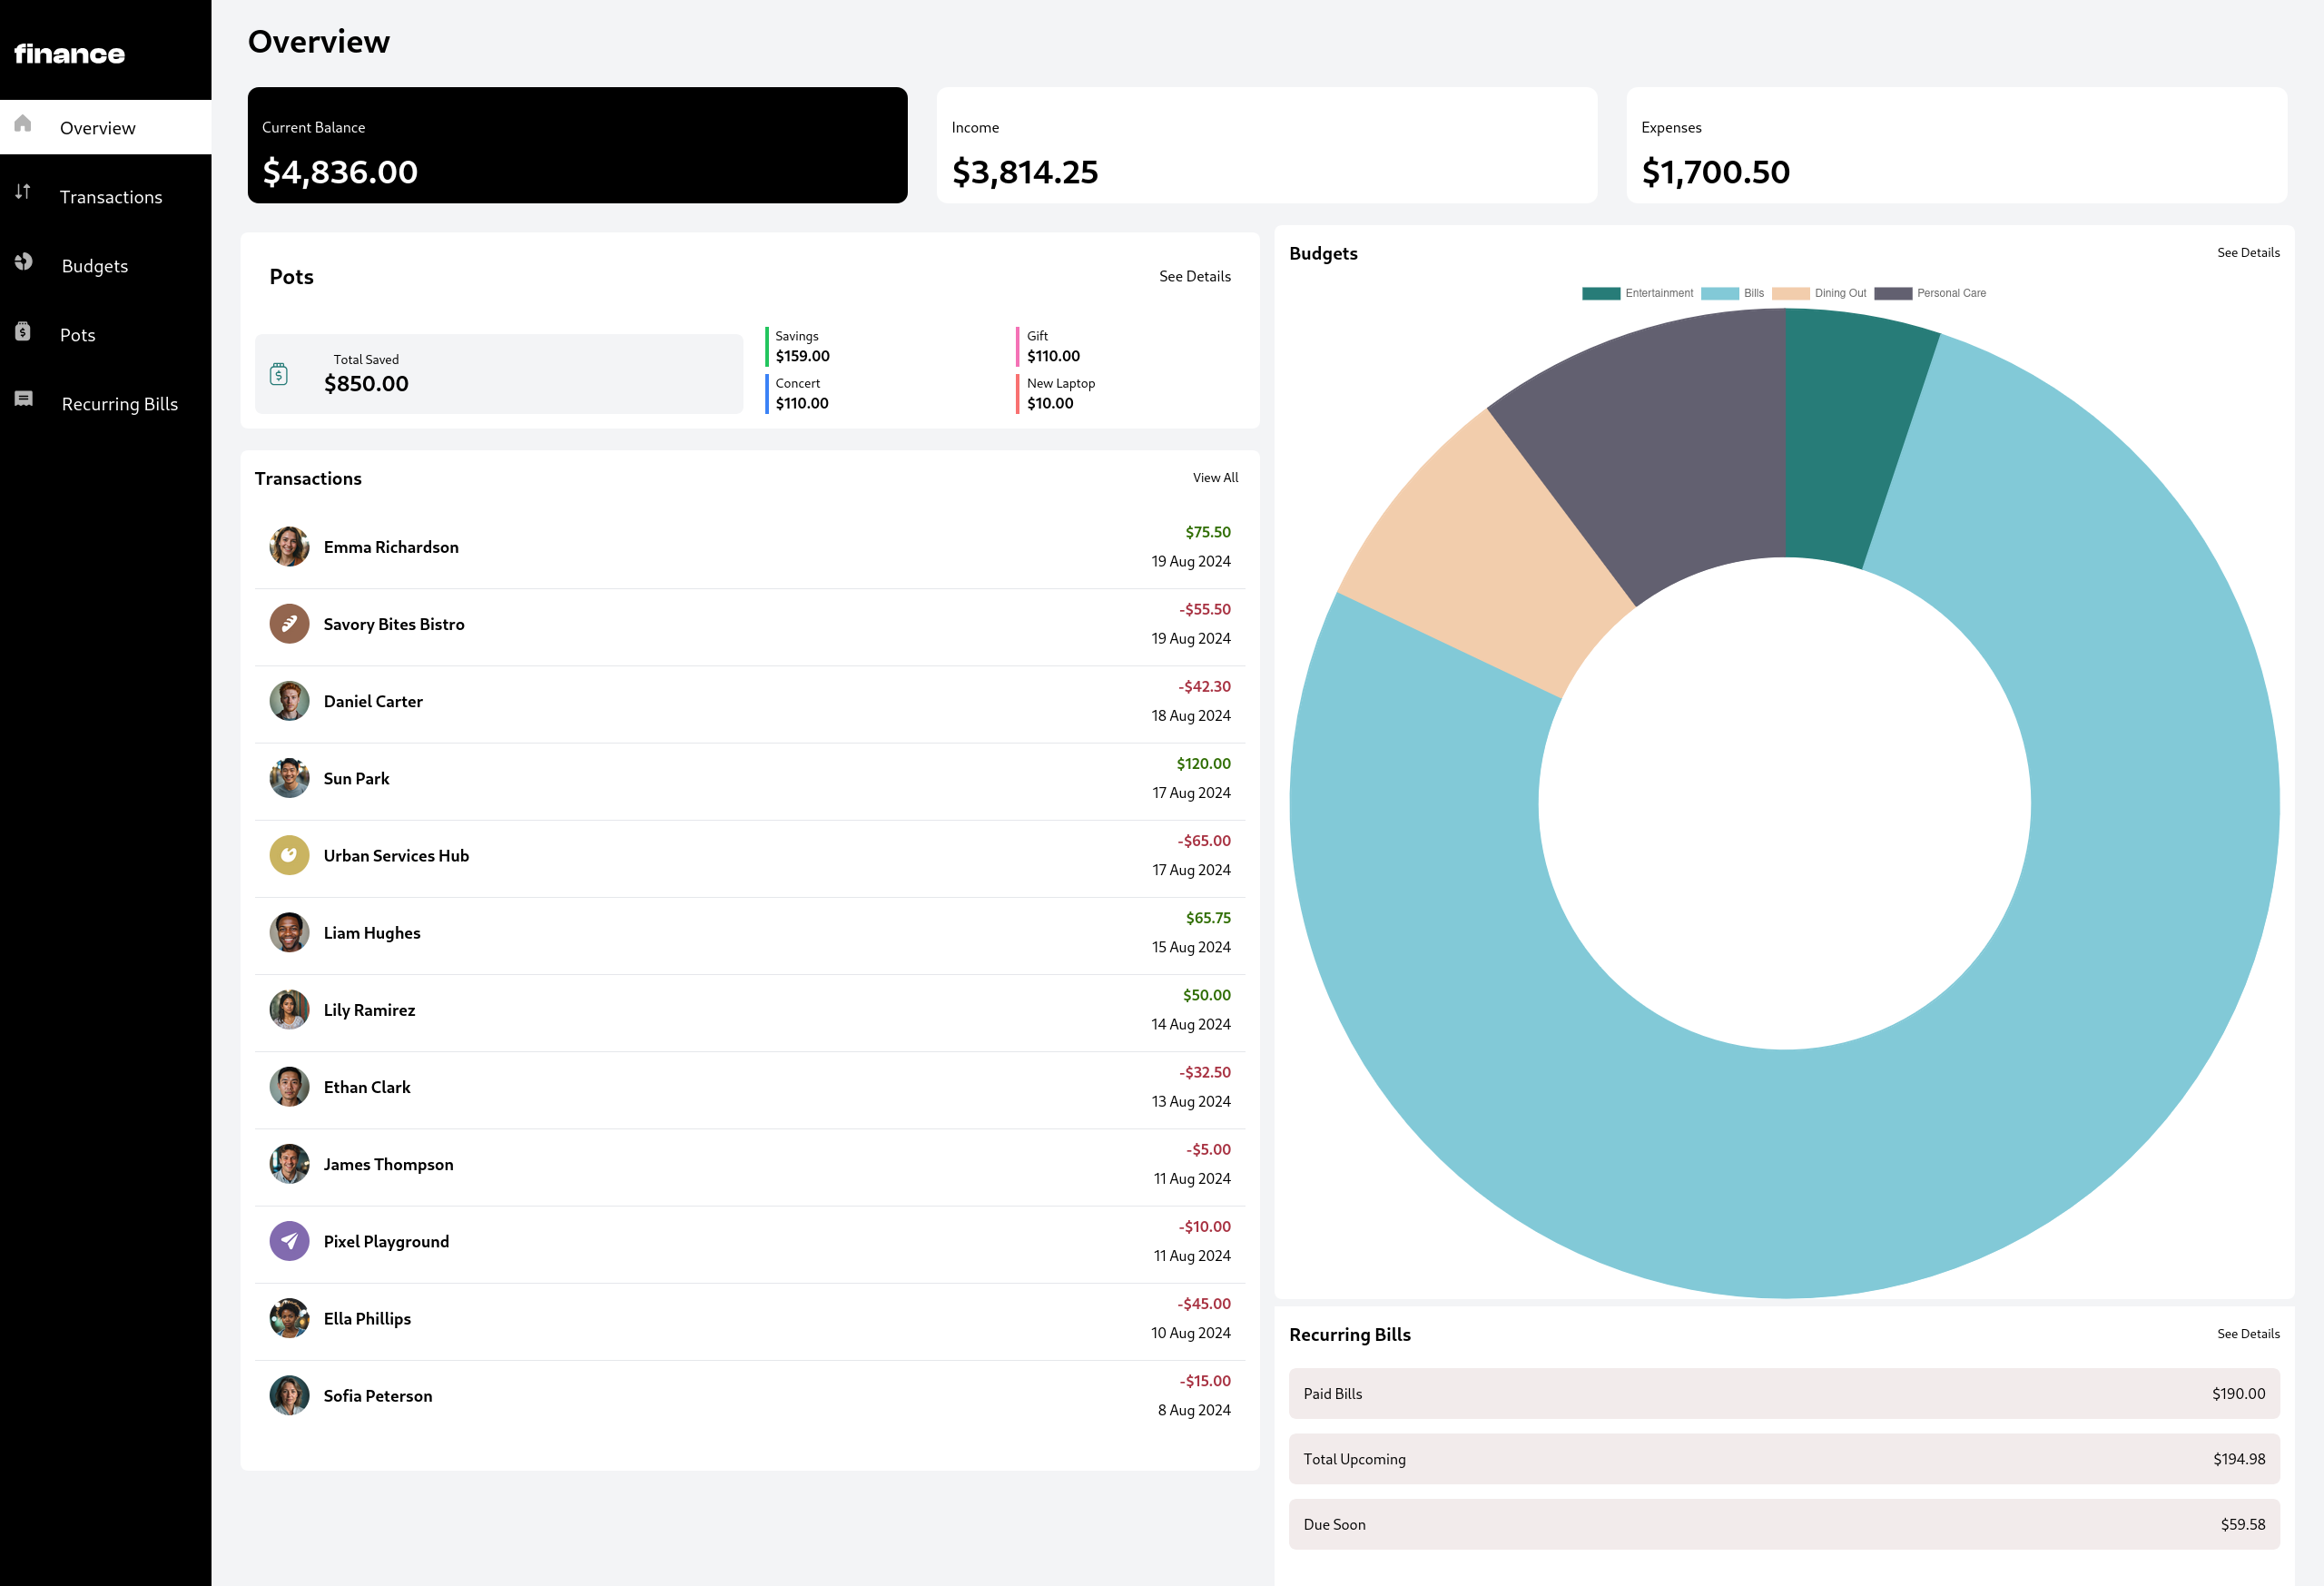 finance
Overview
Transactions
Budgets
Pots
Recurring Bills
Overview
Current Balance
$4,836.00
Income
$3,814.25
Expenses
$1,700.50
Pots
See Details
Total Saved
$850.00
Savings
$159.00
Gift
$110.00
Concert
$110.00
New Laptop
$10.00
Transactions
View All
Emma Richardson
$75.50
19 Aug 2024
Savory Bites Bistro
-$55.50
19 Aug 2024
Daniel Carter
-$42.30
18 Aug 2024
Sun Park
$120.00
17 Aug 2024
Urban Services Hub
-$65.00
17 Aug 2024
Liam Hughes
$65.75
15 Aug 2024
Lily Ramirez
$50.00
14 Aug 2024
Ethan Clark
-$32.50
13 Aug 2024
James Thompson
-$5.00
11 Aug 2024
Pixel Playground
-$10.00
11 Aug 2024
Ella Phillips
-$45.00
10 Aug 2024
Sofia Peterson
-$15.00
8 Aug 2024
Budgets
See Details
Entertainment Bills Dining Out Personal Care
Recurring Bills
See Details
Paid Bills
$190.00
Total Upcoming
$194.98
Due Soon
$59.58